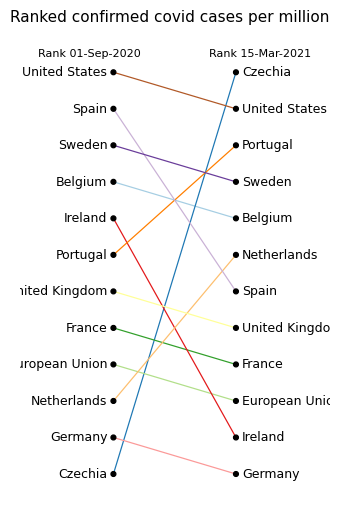 Ranked confirmed covid cases per million
Rank 01-Sep-2020 Rank 15-Mar-2021
United States Czechia
Spain United States
Sweden Portugal
Belgium Sweden
Ireland Belgium
Portugal Netherlands
nited Kingdom Spain
France United Kingdo
uropean Union France
Netherlands European Unio
Germany Ireland
Czechia Germany